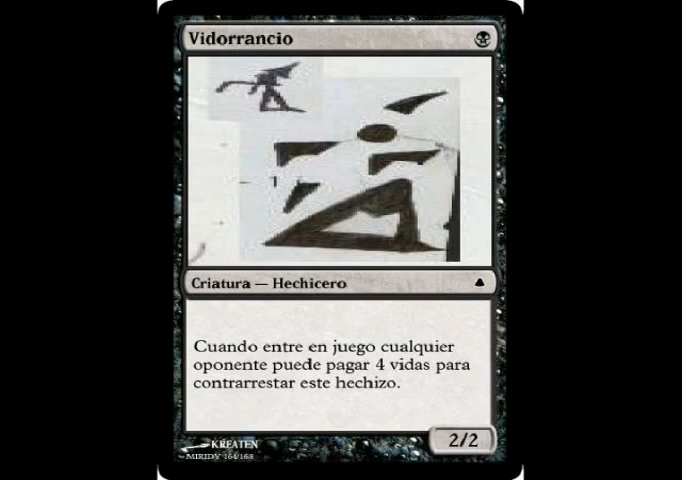 Vidorrancio
Criatura — Hechicero
Cuando entre en juego cualquier
oponente puede pagar 4 vidas para
contrarrestar este hechizo.
2/2
KREATEN
MIRIDY 164/168